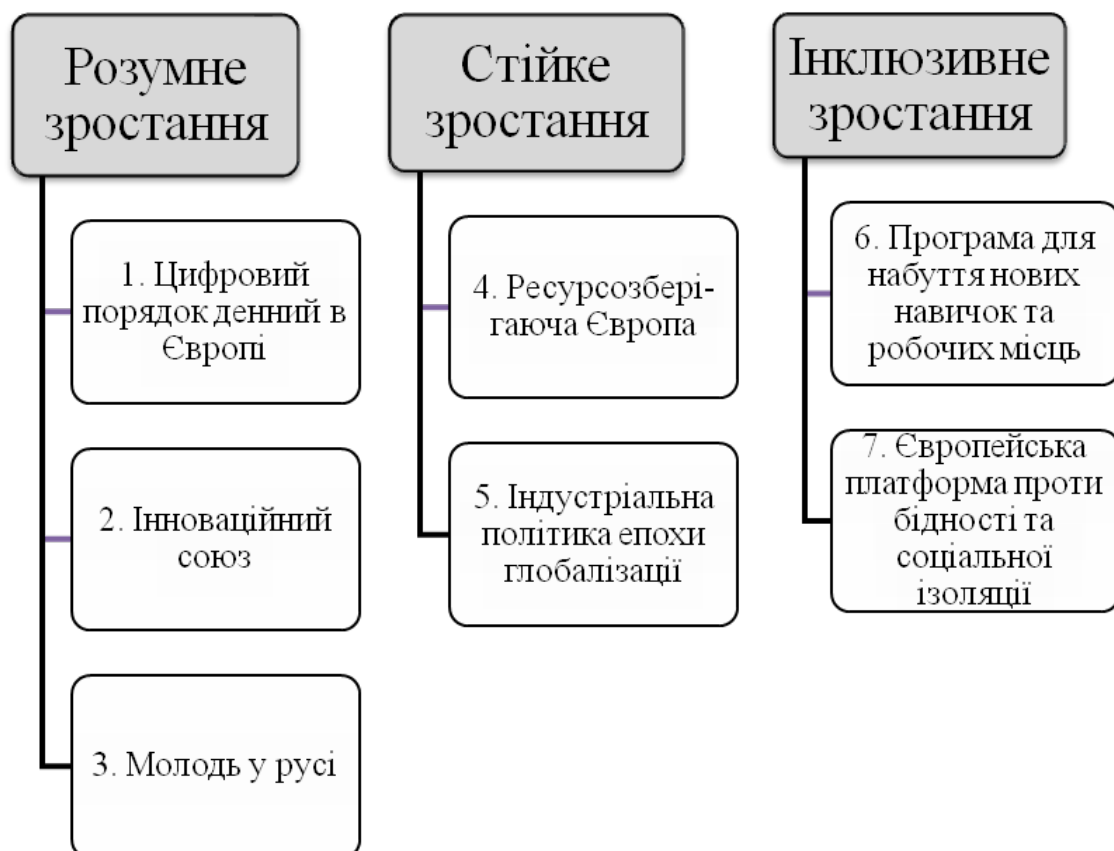 Розумне
зростання
1. Цифровий
порядок денний в
Європі
2. Інноваційний
союз
3. Молодь у русі
Стійке
зростання
4. Ресурсозбері-
гаюча Європа
5. Індустріальна
політика епохи
глобалізації
Інклюзивне
зростання
6. Програма для
набуття нових
навичок та
робочих місць
7. Європейська
платформа проти
бідності та
соціальної
ізоляції